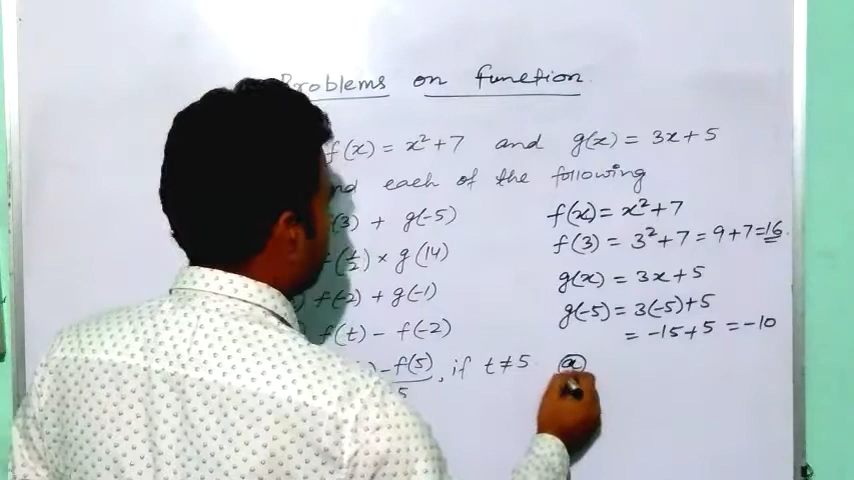 Problems on function
f(x) = x² + 7 and g(x) = 3x + 5
each of the following
(3) + g(-5)
f(1/2) × g(14)
f(-2) + g(-1)
f(t) - f(-2)
- f(5) / 5 , if t ≠ 5
f(x) = x² + 7
f(3) = 3² + 7 = 9 + 7 = 16
g(x) = 3x + 5
g(-5) = 3(-5) + 5
= -15 + 5 = -10
(a)